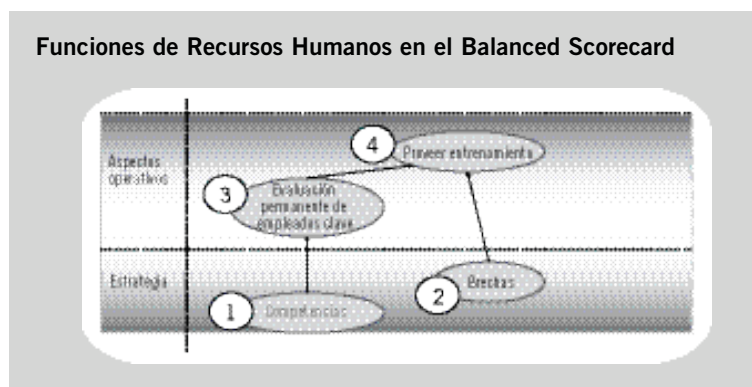 Funciones de Recursos Humanos en el Balanced Scorecard
4
Proveer entrenamiento
Aspectos
operativos
3
Evaluación
permanente de
empleados clave
Estrategia
2
Brechas
1
Competencias